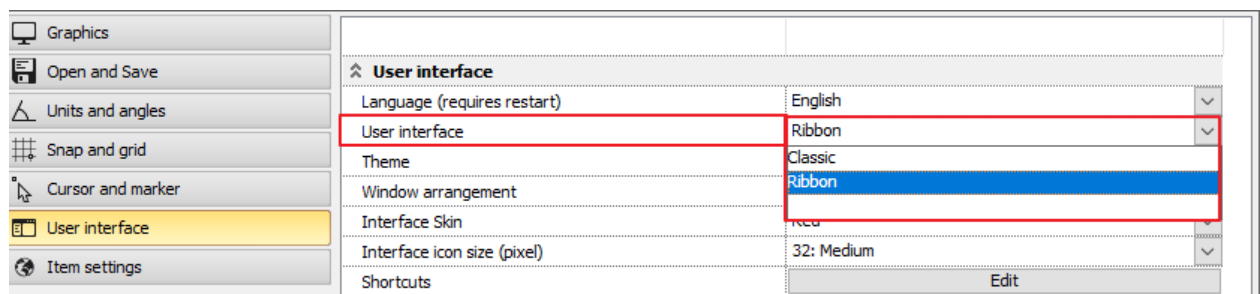 Graphics
Open and Save
Units and angles
Snap and grid
Cursor and marker
User interface
Item settings
User interface
Language (requires restart) English
User interface Ribbon
Classic
Theme
Ribbon
Window arrangement
Interface Skin Red
Interface icon size (pixel) 32: Medium
Shortcuts Edit